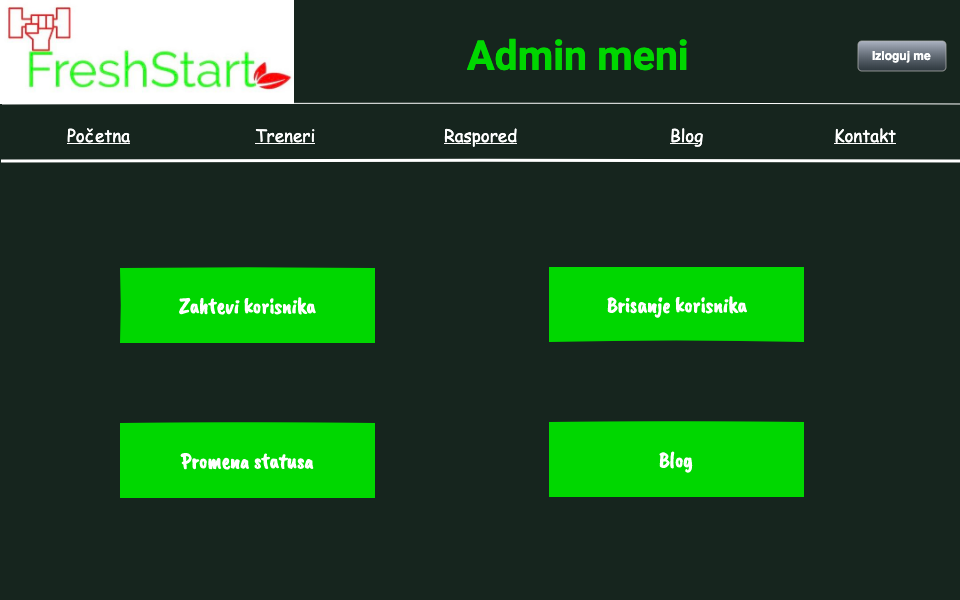 FreshStart
Admin meni
Izloguj me
Početna
Treneri
Raspored
Blog
Kontakt
Zahtevi korisnika
Brisanje korisnika
Promena statusa
Blog